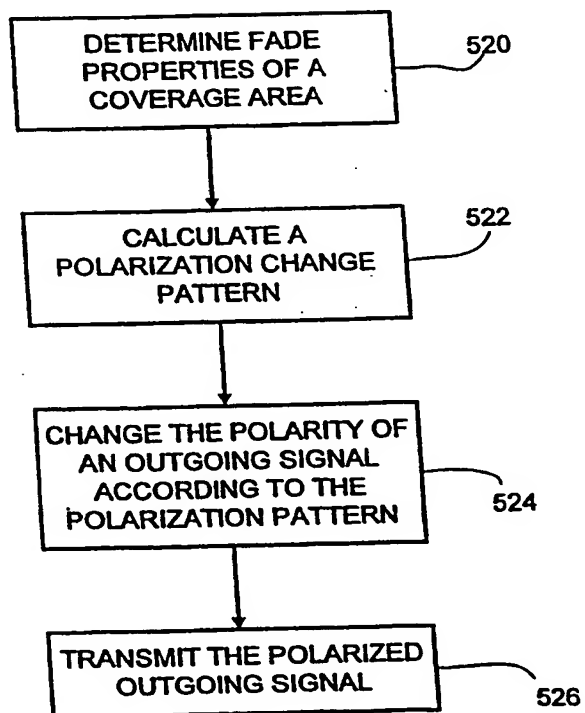 DETERMINE FADE
PROPERTIES OF A
COVERAGE AREA
520
CALCULATE A
POLARIZATION CHANGE
PATTERN
522
CHANGE THE POLARITY OF
AN OUTGOING SIGNAL
ACCORDING TO THE
POLARIZATION PATTERN
524
TRANSMIT THE POLARIZED
OUTGOING SIGNAL
526